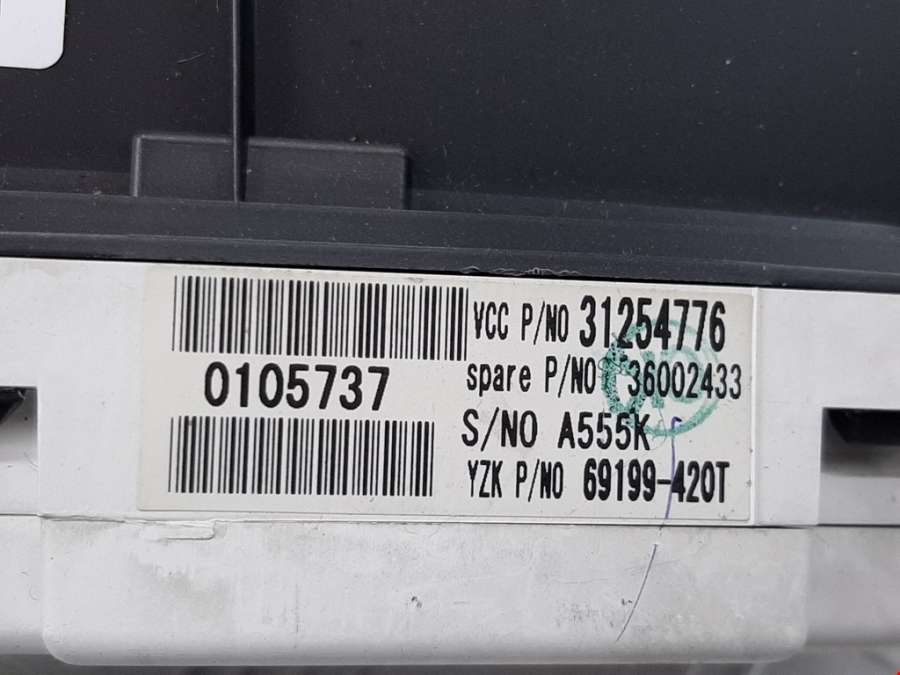 VCC P/NO 31254776
spare P/NO 36002433
0105737
S/NO A555K
YZK P/NO 69199-420T